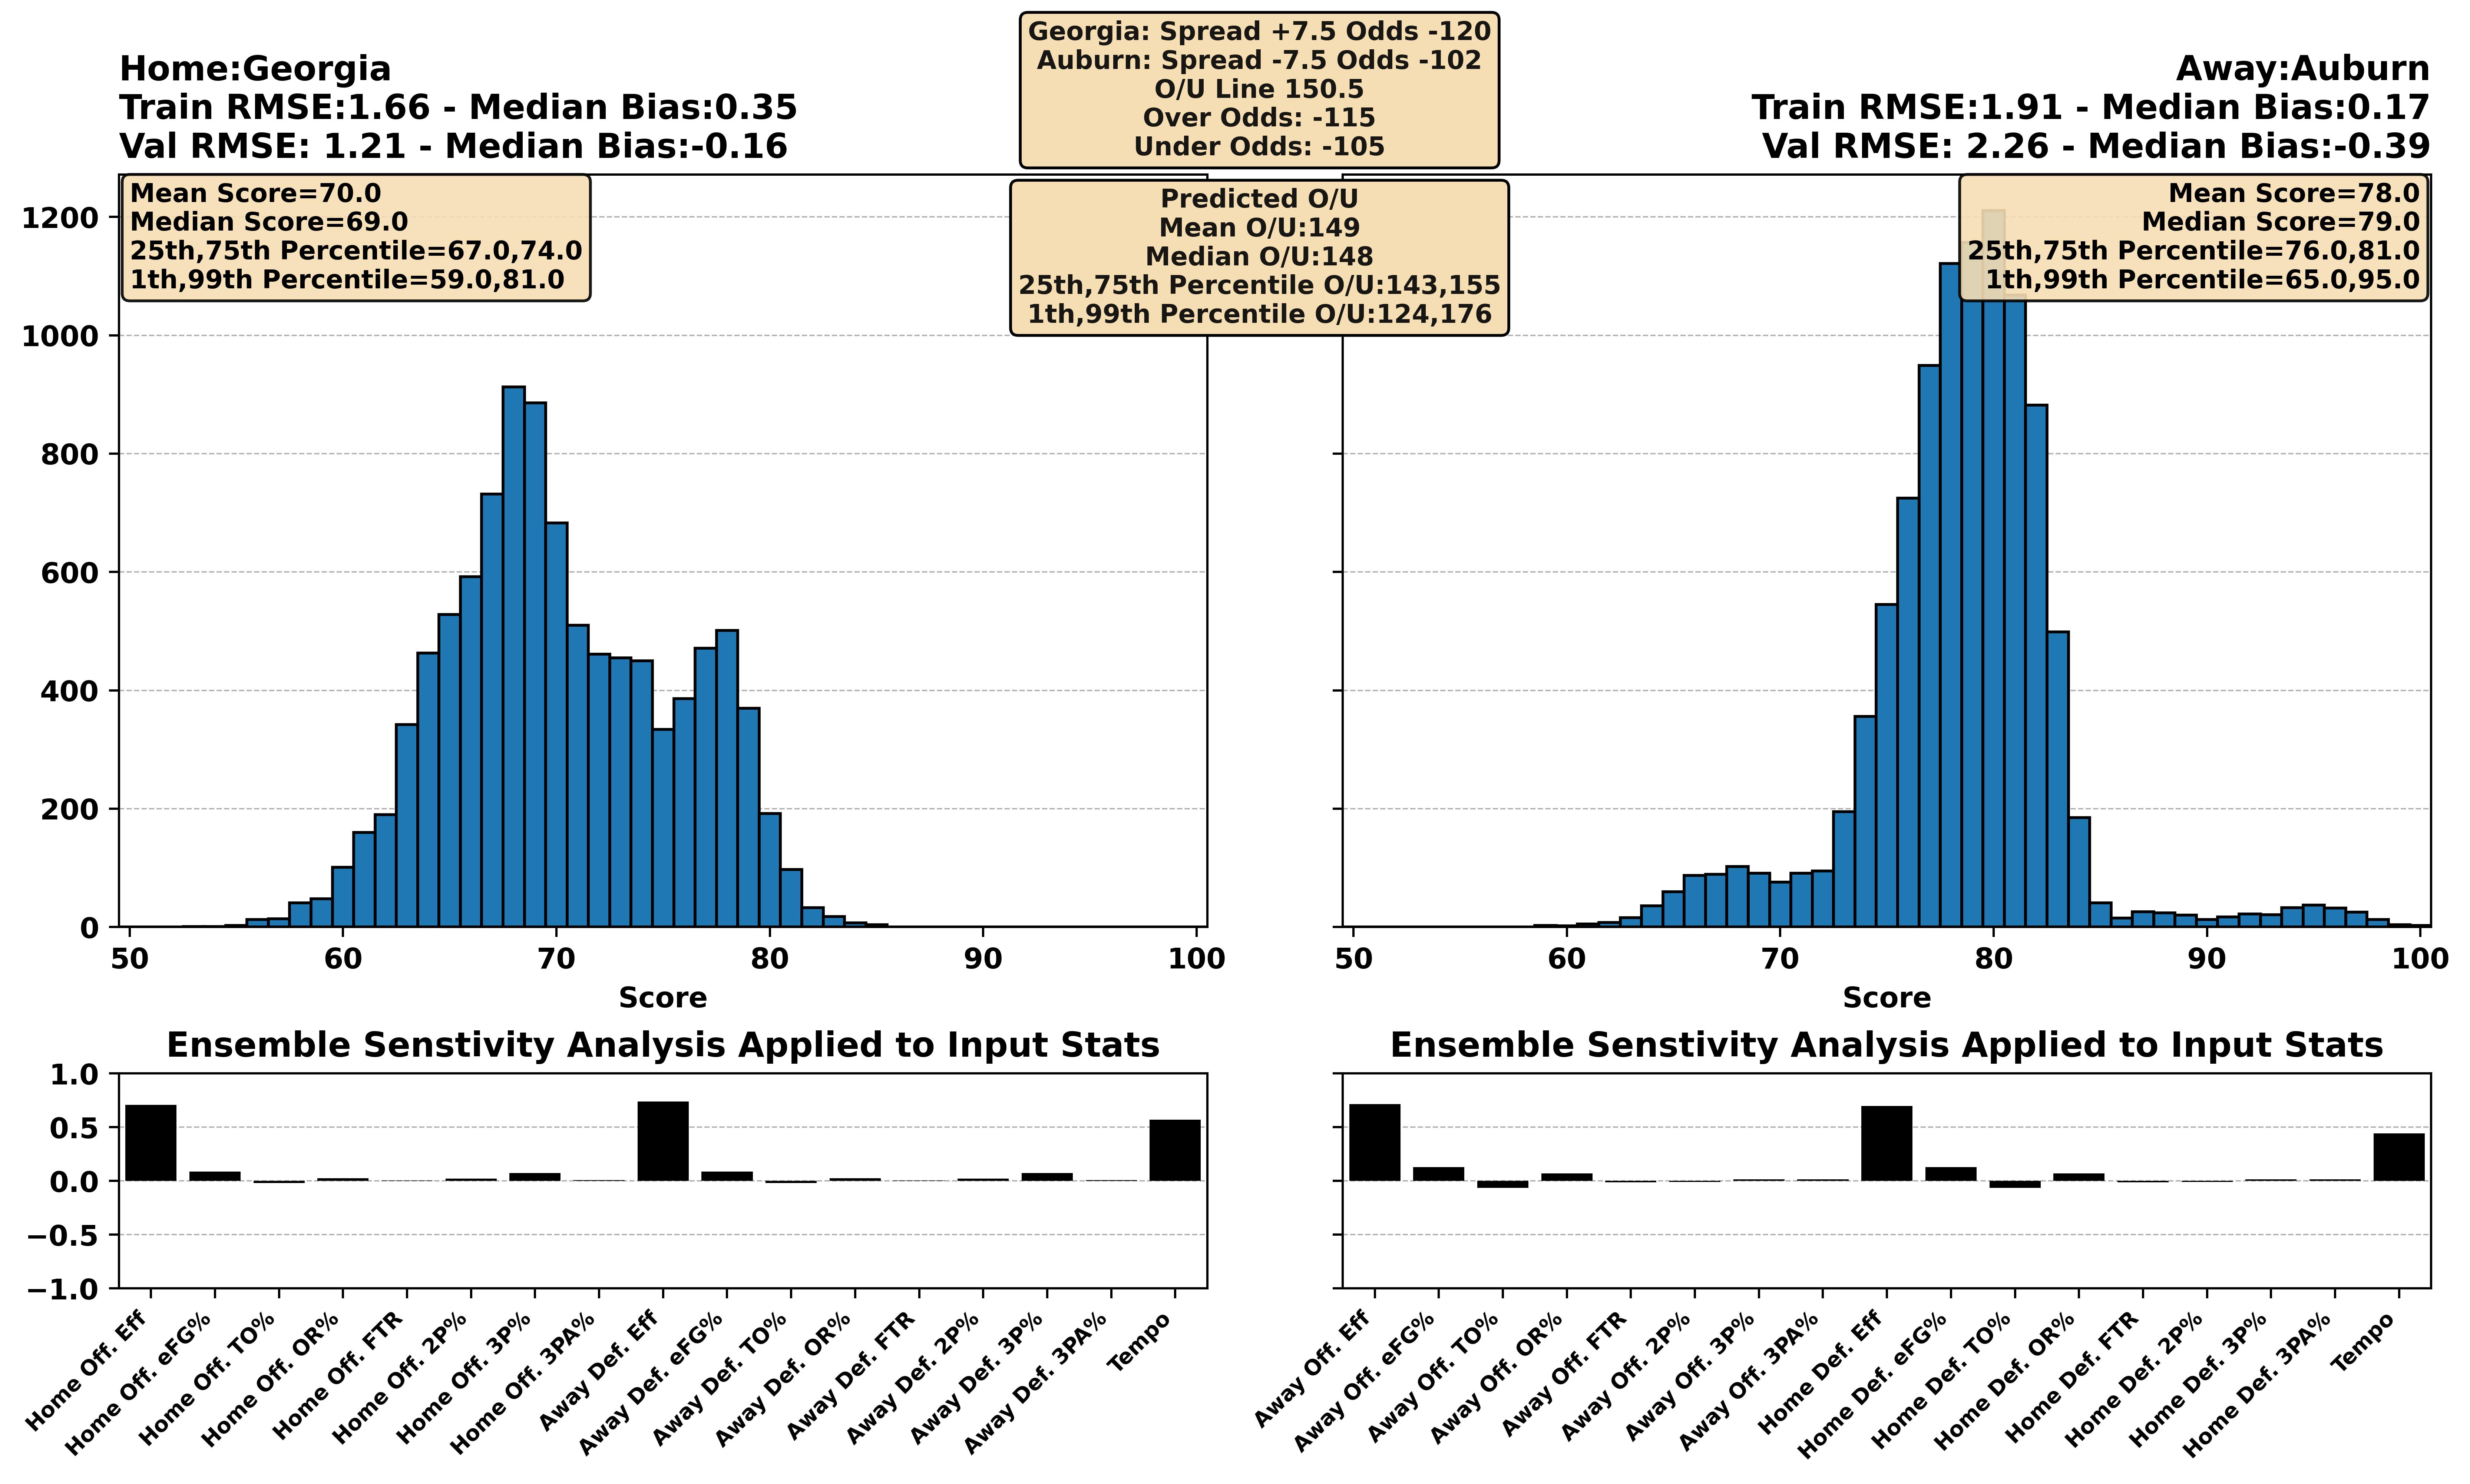 Georgia: Spread +7.5 Odds -120
Auburn: Spread -7.5 Odds -102
O/U Line 150.5
Over Odds: -115
Under Odds: -105
Home:Georgia
Train RMSE:1.66 - Median Bias:0.35
Val RMSE: 1.21 - Median Bias:-0.16
Away:Auburn
Train RMSE:1.91 - Median Bias:0.17
Val RMSE: 2.26 - Median Bias:-0.39
Mean Score=70.0
Median Score=69.0
25th,75th Percentile=67.0,74.0
1th,99th Percentile=59.0,81.0
Predicted O/U
Mean O/U:149
Median O/U:148
25th,75th Percentile O/U:143,155
1th,99th Percentile O/U:124,176
Mean Score=78.0
Median Score=79.0
25th,75th Percentile=76.0,81.0
1th,99th Percentile=65.0,95.0
1200
1000
800
600
400
200
0
50 60 70 80 90 100
Score
50 60 70 80 90 100
Score
Ensemble Senstivity Analysis Applied to Input Stats
Ensemble Senstivity Analysis Applied to Input Stats
1.0
0.5
0.0
−0.5
−1.0
Home Off. Eff
Home Off. eFG%
Home Off. TO%
Home Off. OR%
Home Off. FTR
Home Off. 2P%
Home Off. 3P%
Home Off. 3PA%
Away Def. Eff
Away Def. eFG%
Away Def. TO%
Away Def. OR%
Away Def. FTR
Away Def. 2P%
Away Def. 3P%
Away Def. 3PA%
Tempo
Away Off. Eff
Away Off. eFG%
Away Off. TO%
Away Off. OR%
Away Off. FTR
Away Off. 2P%
Away Off. 3P%
Away Off. 3PA%
Home Def. Eff
Home Def. eFG%
Home Def. TO%
Home Def. OR%
Home Def. FTR
Home Def. 2P%
Home Def. 3P%
Home Def. 3PA%
Tempo